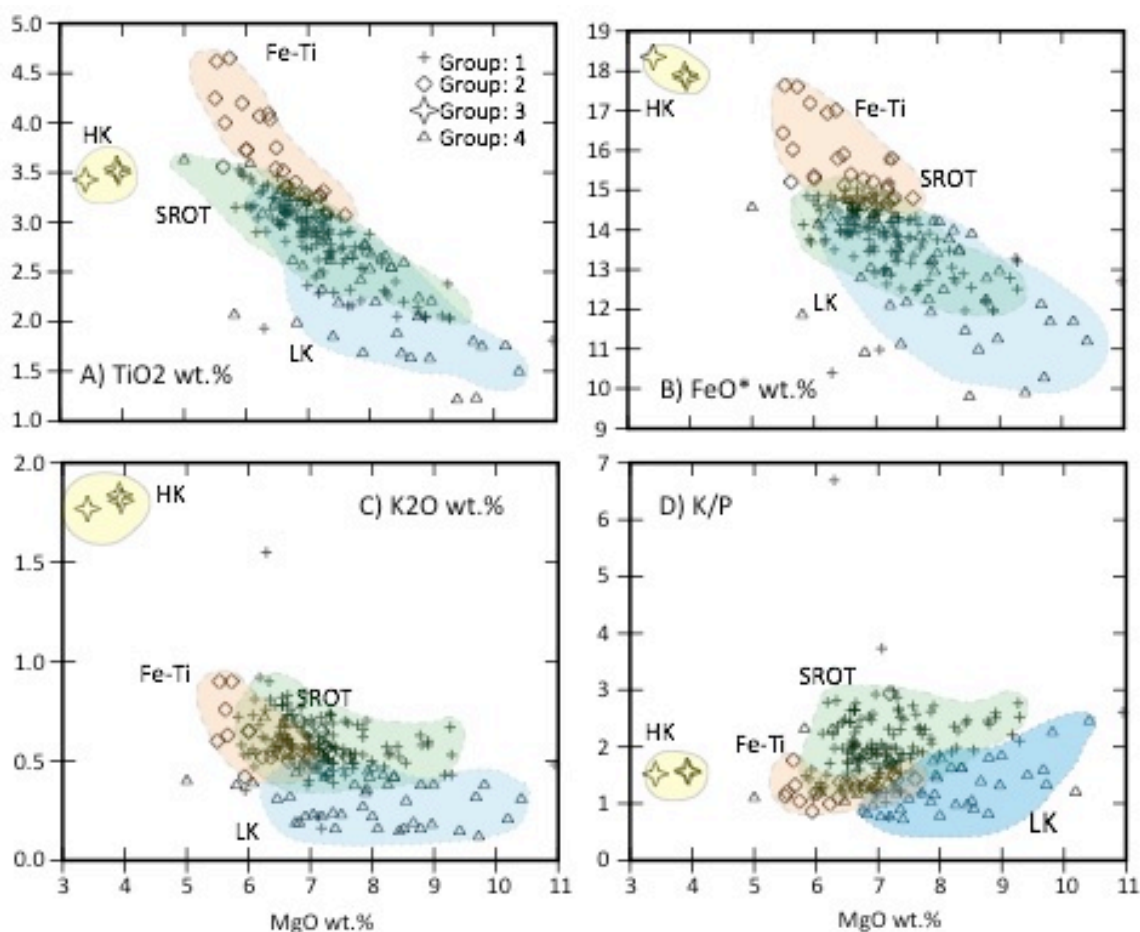 5.0
4.5
4.0
3.5
3.0
2.5
2.0
1.5
1.0
Fe-Ti
HK
SROT
LK
Group: 1
Group: 2
Group: 3
Group: 4
A) TiO2 wt.%
19
18
17
16
15
14
13
12
11
10
9
HK
Fe-Ti
SROT
LK
B) FeO* wt.%
2.0
1.5
1.0
0.5
0.0
HK
C) K2O wt.%
Fe-Ti
SROT
LK
3 4 5 6 7 8 9 10 11
MgO wt.%
7
6
5
4
3
2
1
0
D) K/P
SROT
HK
Fe-Ti
LK
3 4 5 6 7 8 9 10 11
MgO wt.%